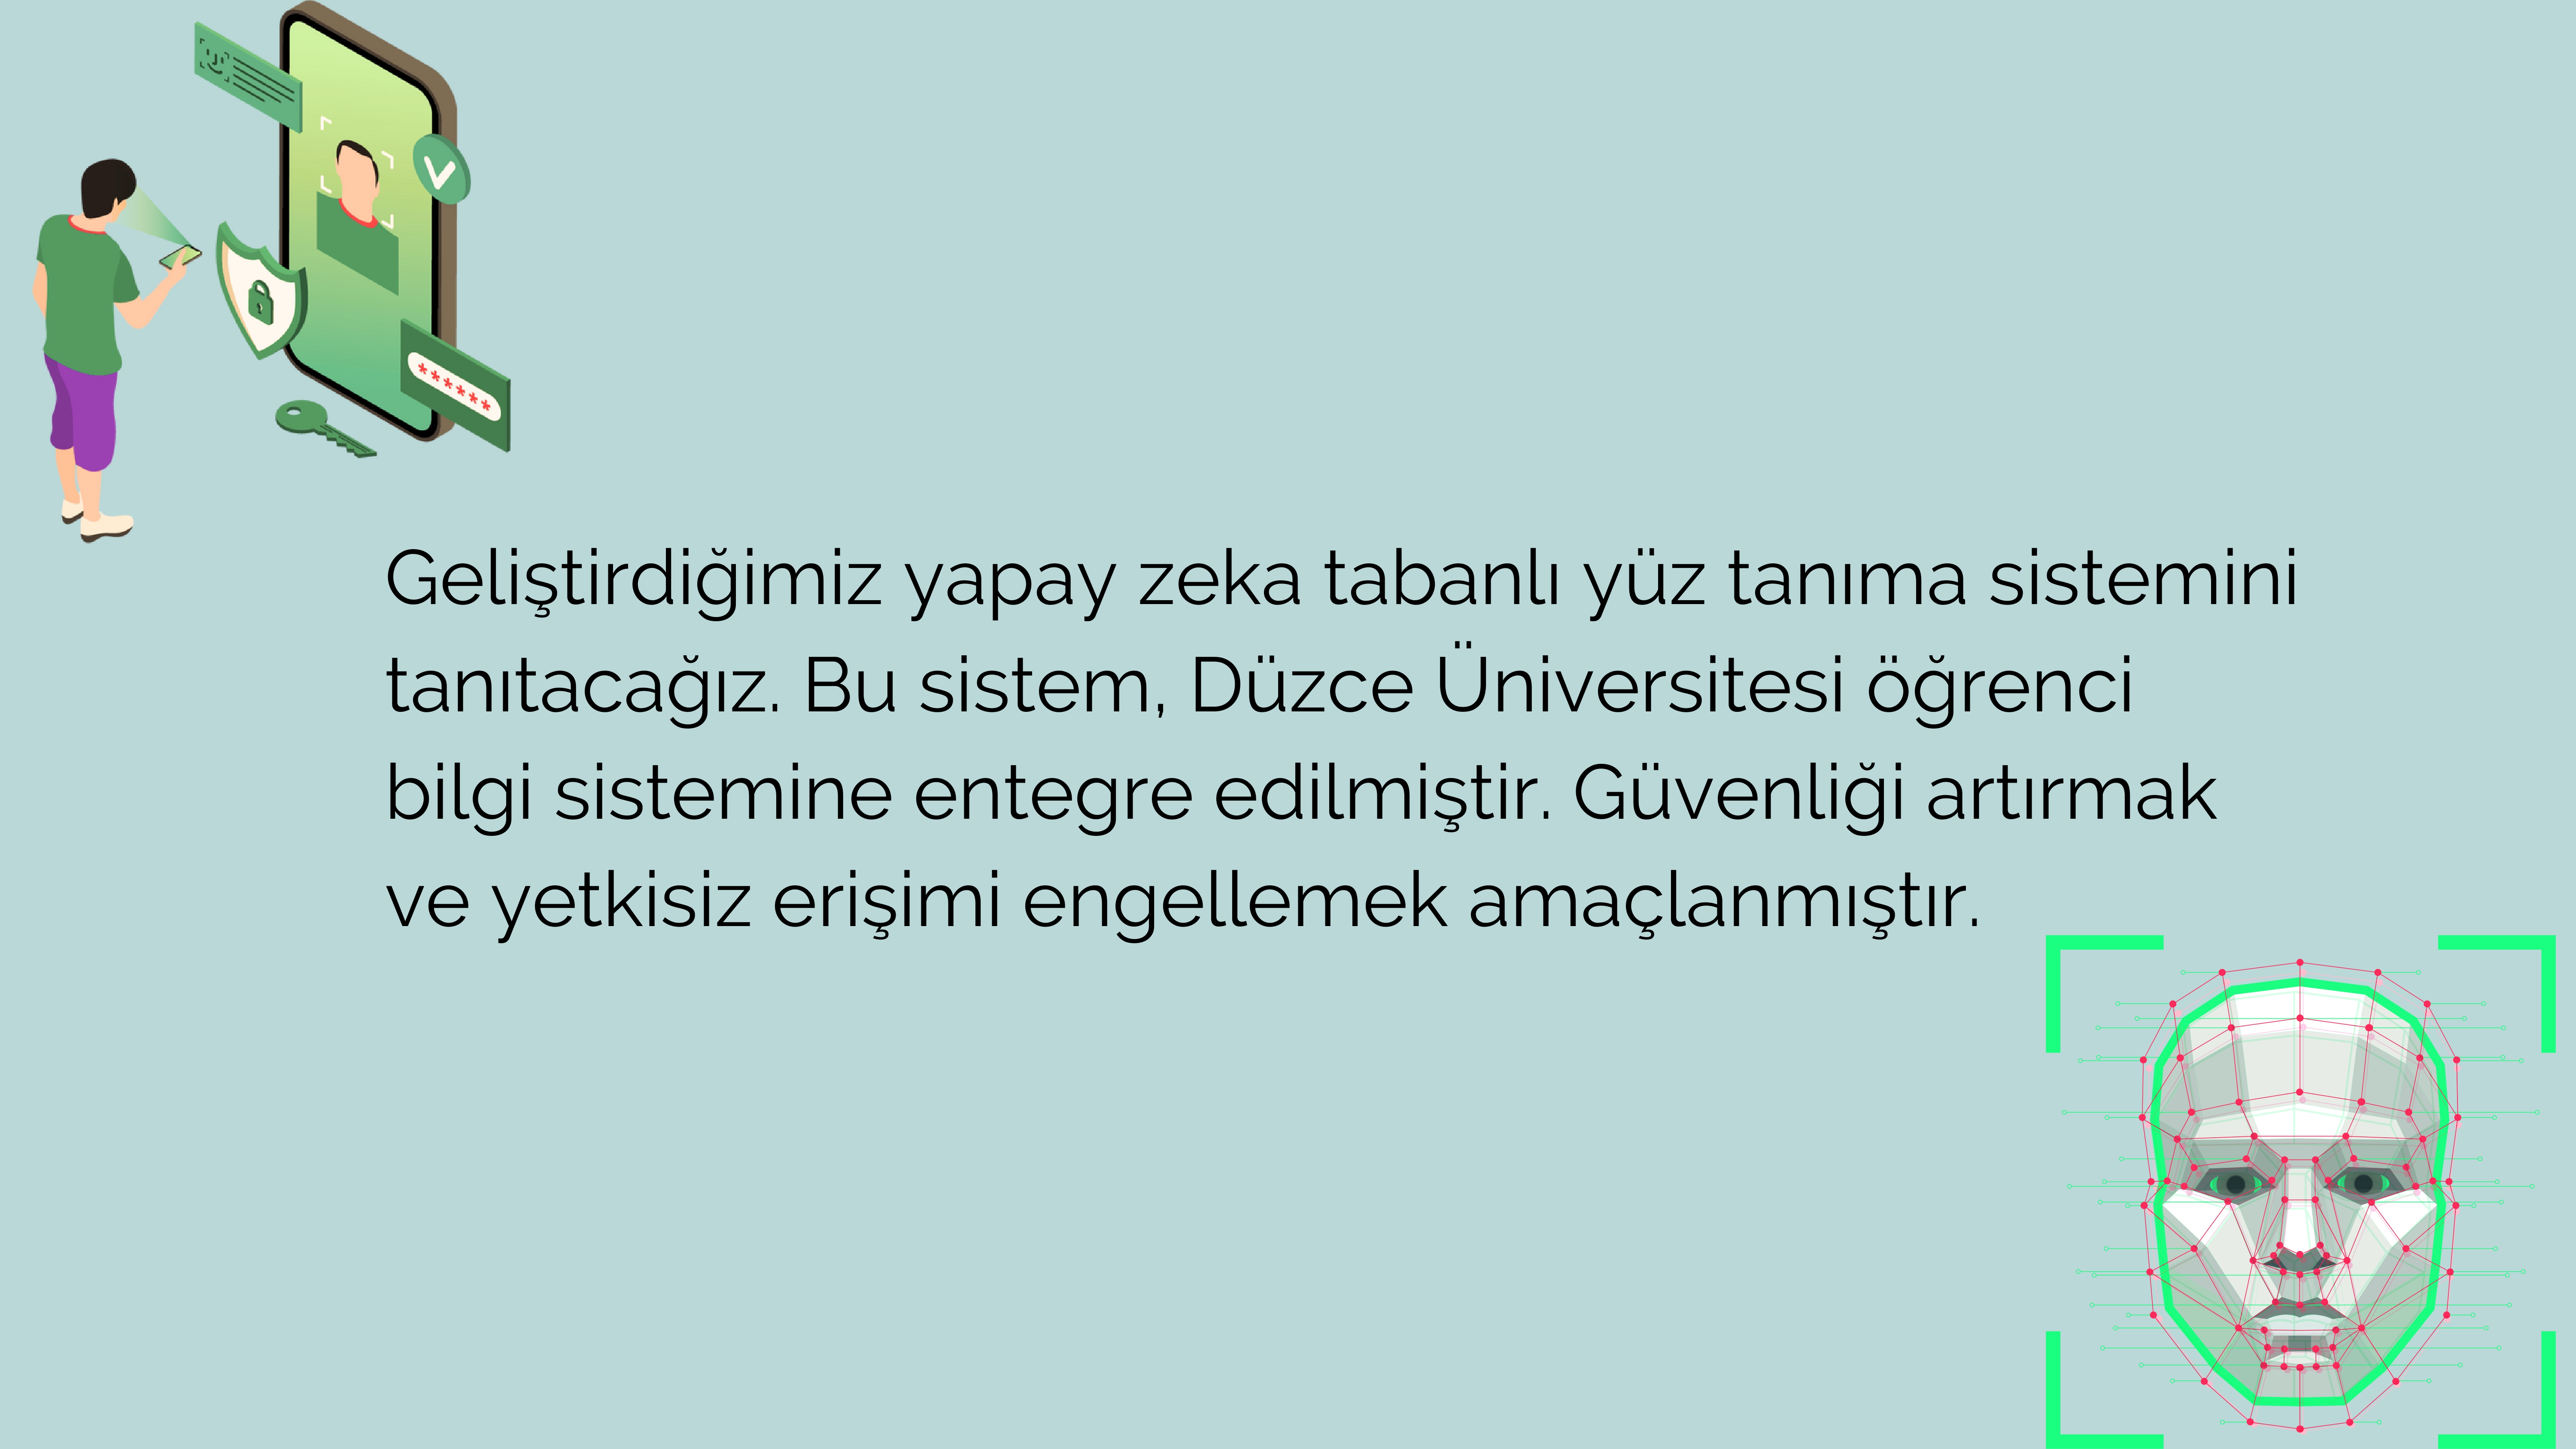 Geliştirdiğimiz yapay zeka tabanlı yüz tanıma sistemini
tanıtacağız. Bu sistem, Düzce Üniversitesi öğrenci
bilgi sistemine entegre edilmiştir. Güvenliği artırmak
ve yetkisiz erişimi engellemek amaçlanmıştır.